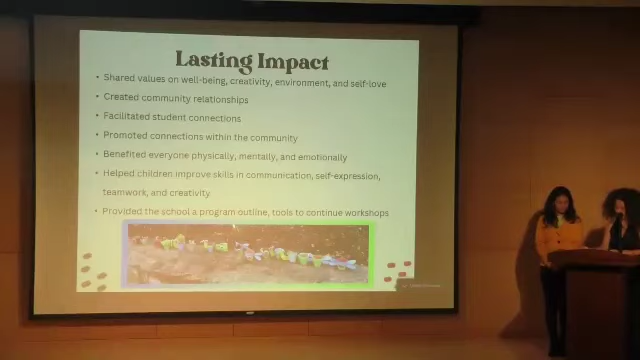 Lasting Impact
• Shared values on well-being, creativity, environment, and self-love
• Created community relationships
• Facilitated student connections
• Promoted connections within the community
• Benefited everyone physically, mentally, and emotionally
• Helped children improve skills in communication, self-expression,
teamwork, and creativity
• Provided the school a program outline, tools to continue workshops